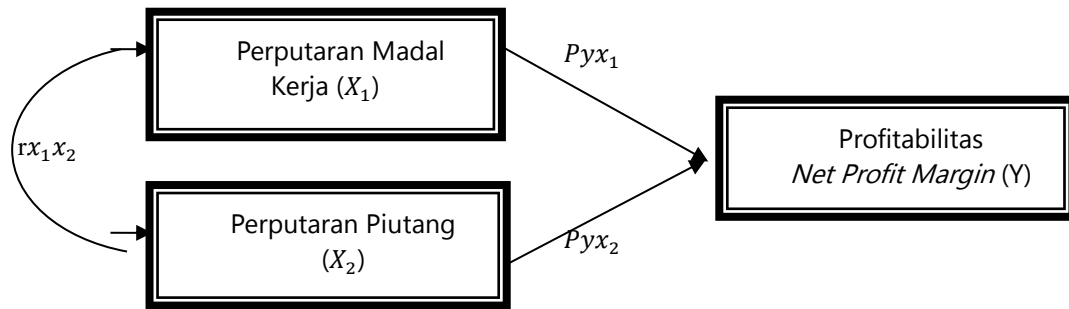 Perputaran Madal
Kerja (𝑋₁)
𝑃𝑦𝑥₁
r𝑥₁𝑥₂
Profitabilitas
Net Profit Margin (Y)
Perputaran Piutang
(𝑋₂)
𝑃𝑦𝑥₂